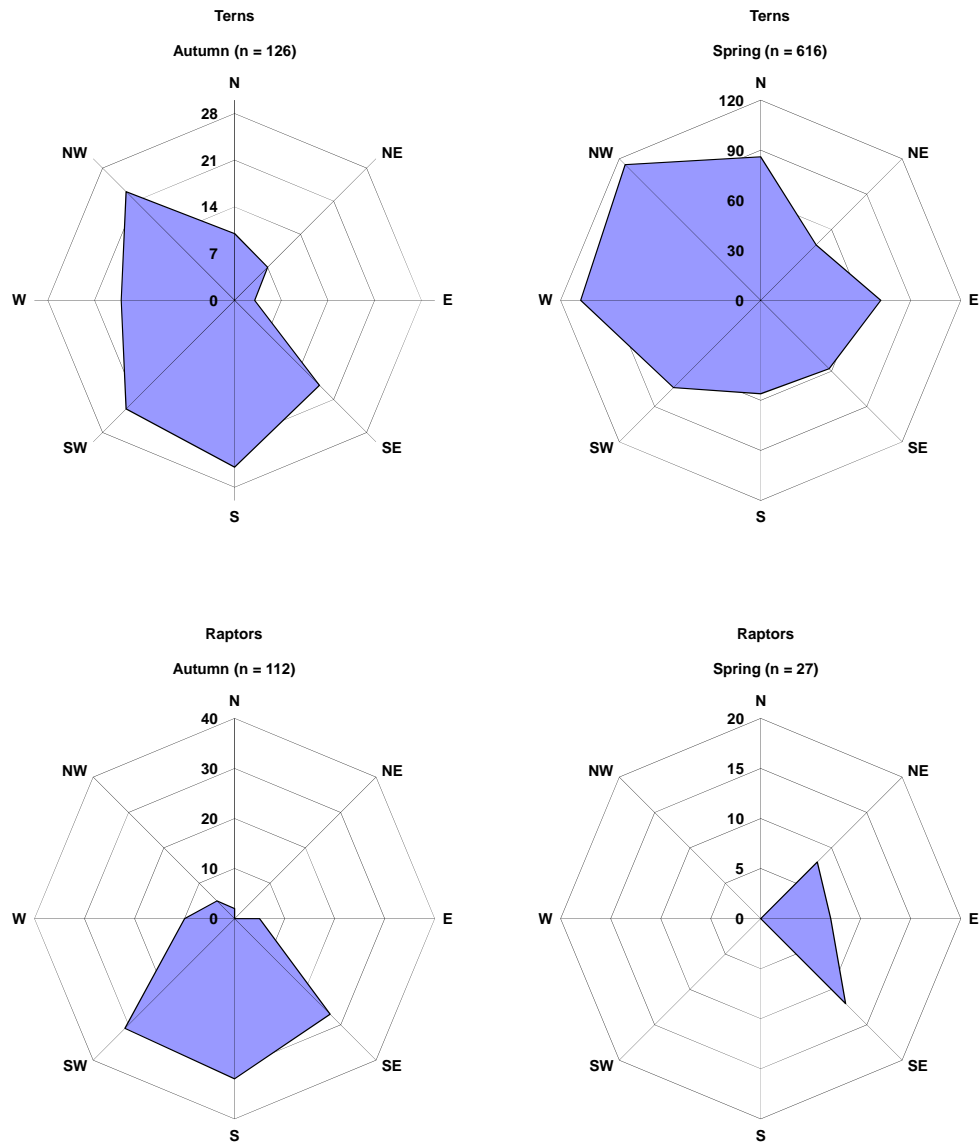 Terns
Autumn (n = 126)
N
28
NW
NE
21
14
7
W
0
E
SW
SE
S
Terns
Spring (n = 616)
N
120
NW
NE
90
60
30
W
0
E
SW
SE
S
Raptors
Autumn (n = 112)
N
40
NW
NE
30
20
10
W
0
E
SW
SE
S
Raptors
Spring (n = 27)
N
20
NW
NE
15
10
5
W
0
E
SW
SE
S